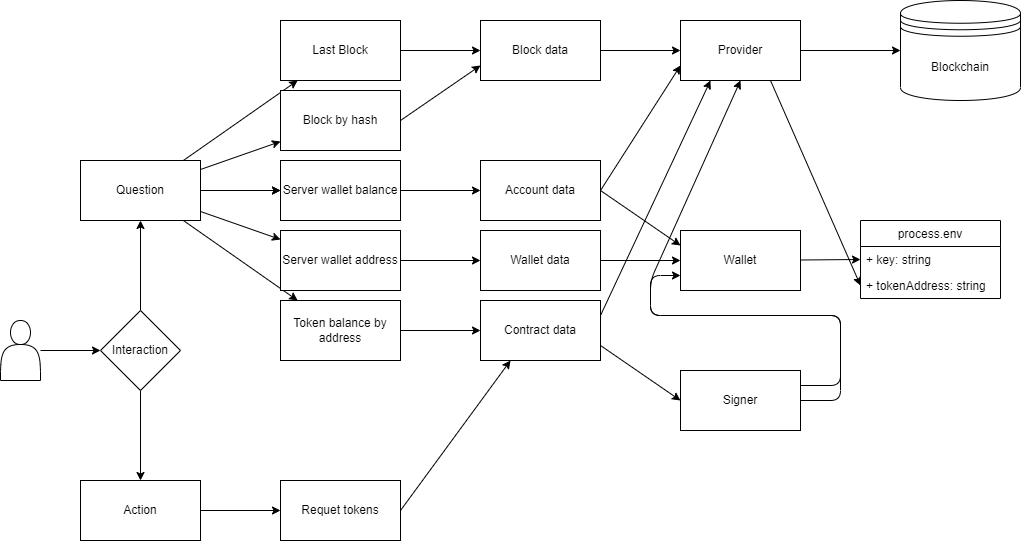 Last Block
Block data
Provider
Blockchain
Block by hash
Question
Server wallet balance
Account data
process.env
Server wallet address
Wallet data
Wallet
+ key: string
+ tokenAddress: string
Token balance by
address
Contract data
Interaction
Signer
Action
Requet tokens